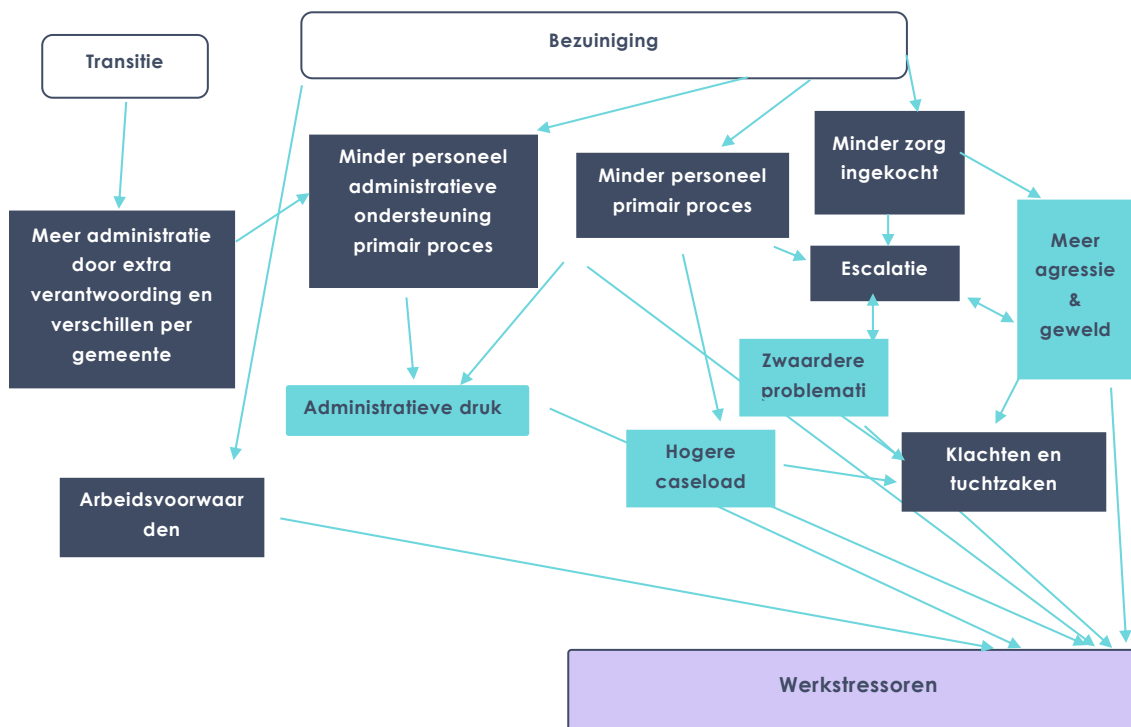 Transitie
Bezuiniging
Minder personeel
administratieve
ondersteuning
primair proces
Minder personeel
primair proces
Minder zorg
ingekocht
Meer administratie
door extra
verantwoording en
verschillen per
gemeente
Escalatie
Meer
agressie
&
geweld
Zwaardere
problemati
Administratieve druk
Hogere
caseload
Klachten en
tuchtzaken
Arbeidsvoorwaar
den
Werkstressoren